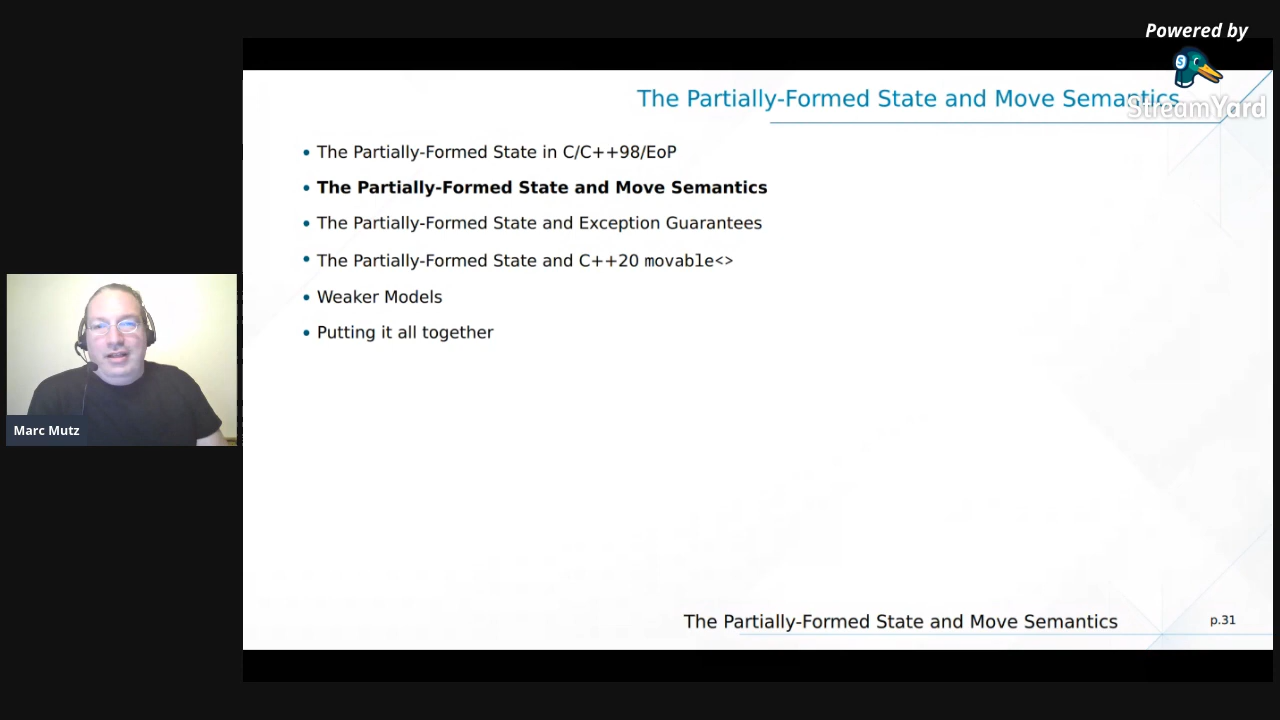 Powered by
StreamYard
The Partially-Formed State and Move Semantics
• The Partially-Formed State in C/C++98/EoP
• The Partially-Formed State and Move Semantics
• The Partially-Formed State and Exception Guarantees
• The Partially-Formed State and C++20 movable<>
• Weaker Models
• Putting it all together
Marc Mutz
The Partially-Formed State and Move Semantics
p.31